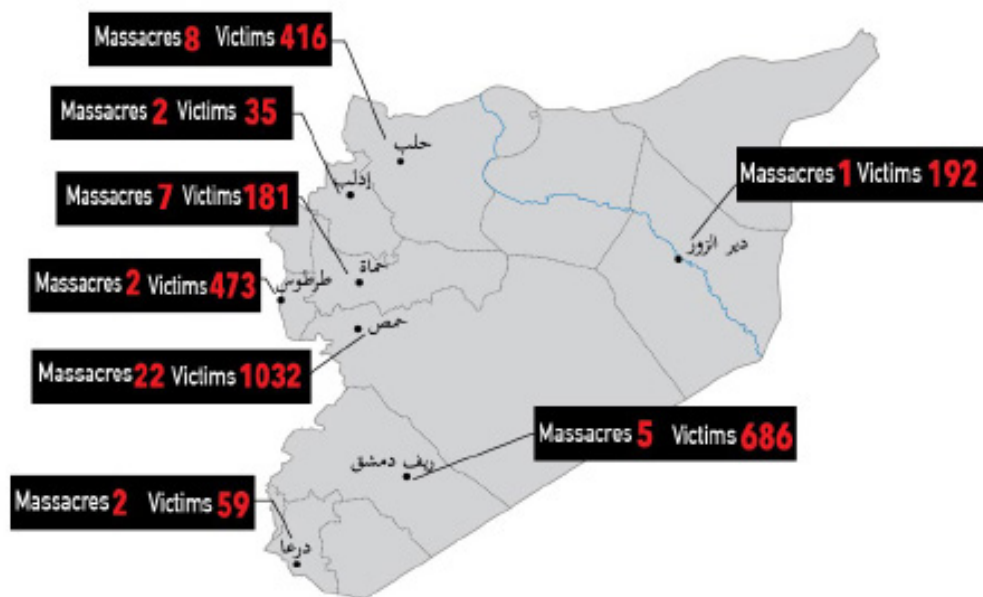 Massacres 8 Victims 416
حلب
Massacres 2 Victims 35
إدلب
Massacres 1 Victims 192
دير الزور
Massacres 7 Victims 181
حماة
Massacres 2 Victims 473
طرطوس
حمص
Massacres 22 Victims 1032
Massacres 5 Victims 686
ريف دمشق
Massacres 2 Victims 59
درعا